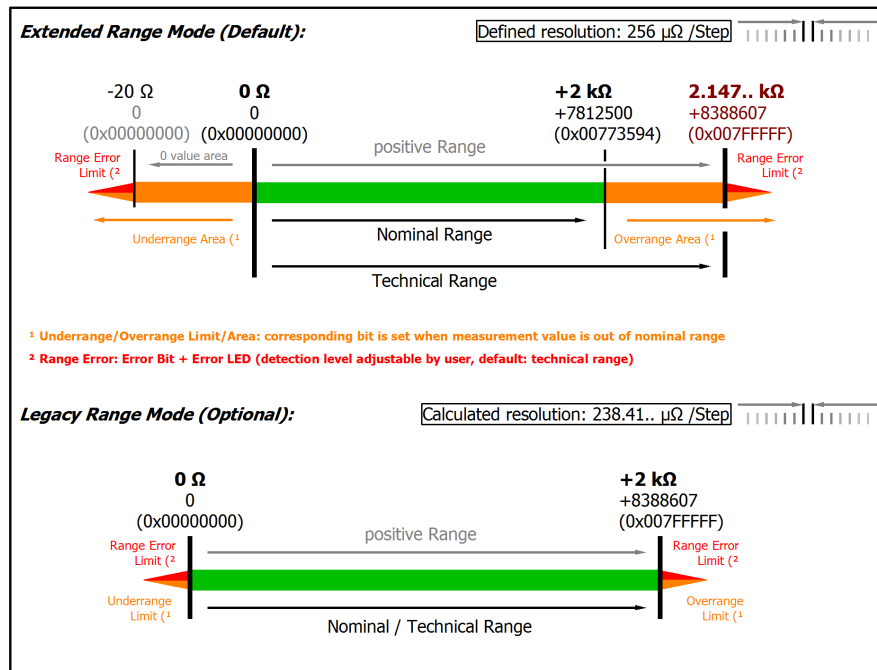 Extended Range Mode (Default):
Defined resolution: 256 µΩ /Step
-20 Ω
0
(0x00000000)
0 Ω
0
(0x00000000)
+2 kΩ
+7812500
(0x00773594)
2.147.. kΩ
+8388607
(0x007FFFFF)
Range Error
Limit (²
0 value area
positive Range
Range Error
Limit (²
Underrange Area (¹
Nominal Range
Overrange Area (¹
Technical Range
¹ Underrange/Overrange Limit/Area: corresponding bit is set when measurement value is out of nominal range
² Range Error: Error Bit + Error LED (detection level adjustable by user, default: technical range)
Legacy Range Mode (Optional):
Calculated resolution: 238.41.. µΩ /Step
0 Ω
0
(0x00000000)
+2 kΩ
+8388607
(0x007FFFFF)
Range Error
Limit (²
positive Range
Range Error
Limit (²
Underrange
Limit (¹
Nominal / Technical Range
Overrange
Limit (¹